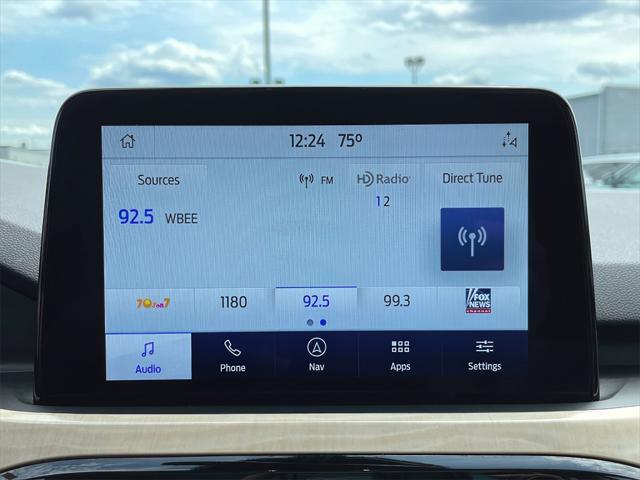 12:24 75º
Sources
FM
HD Radio
Direct Tune
1 2
92.5 WBEE
70s on 7
1180
92.5
99.3
FOX NEWS channel
Audio
Phone
Nav
Apps
Settings